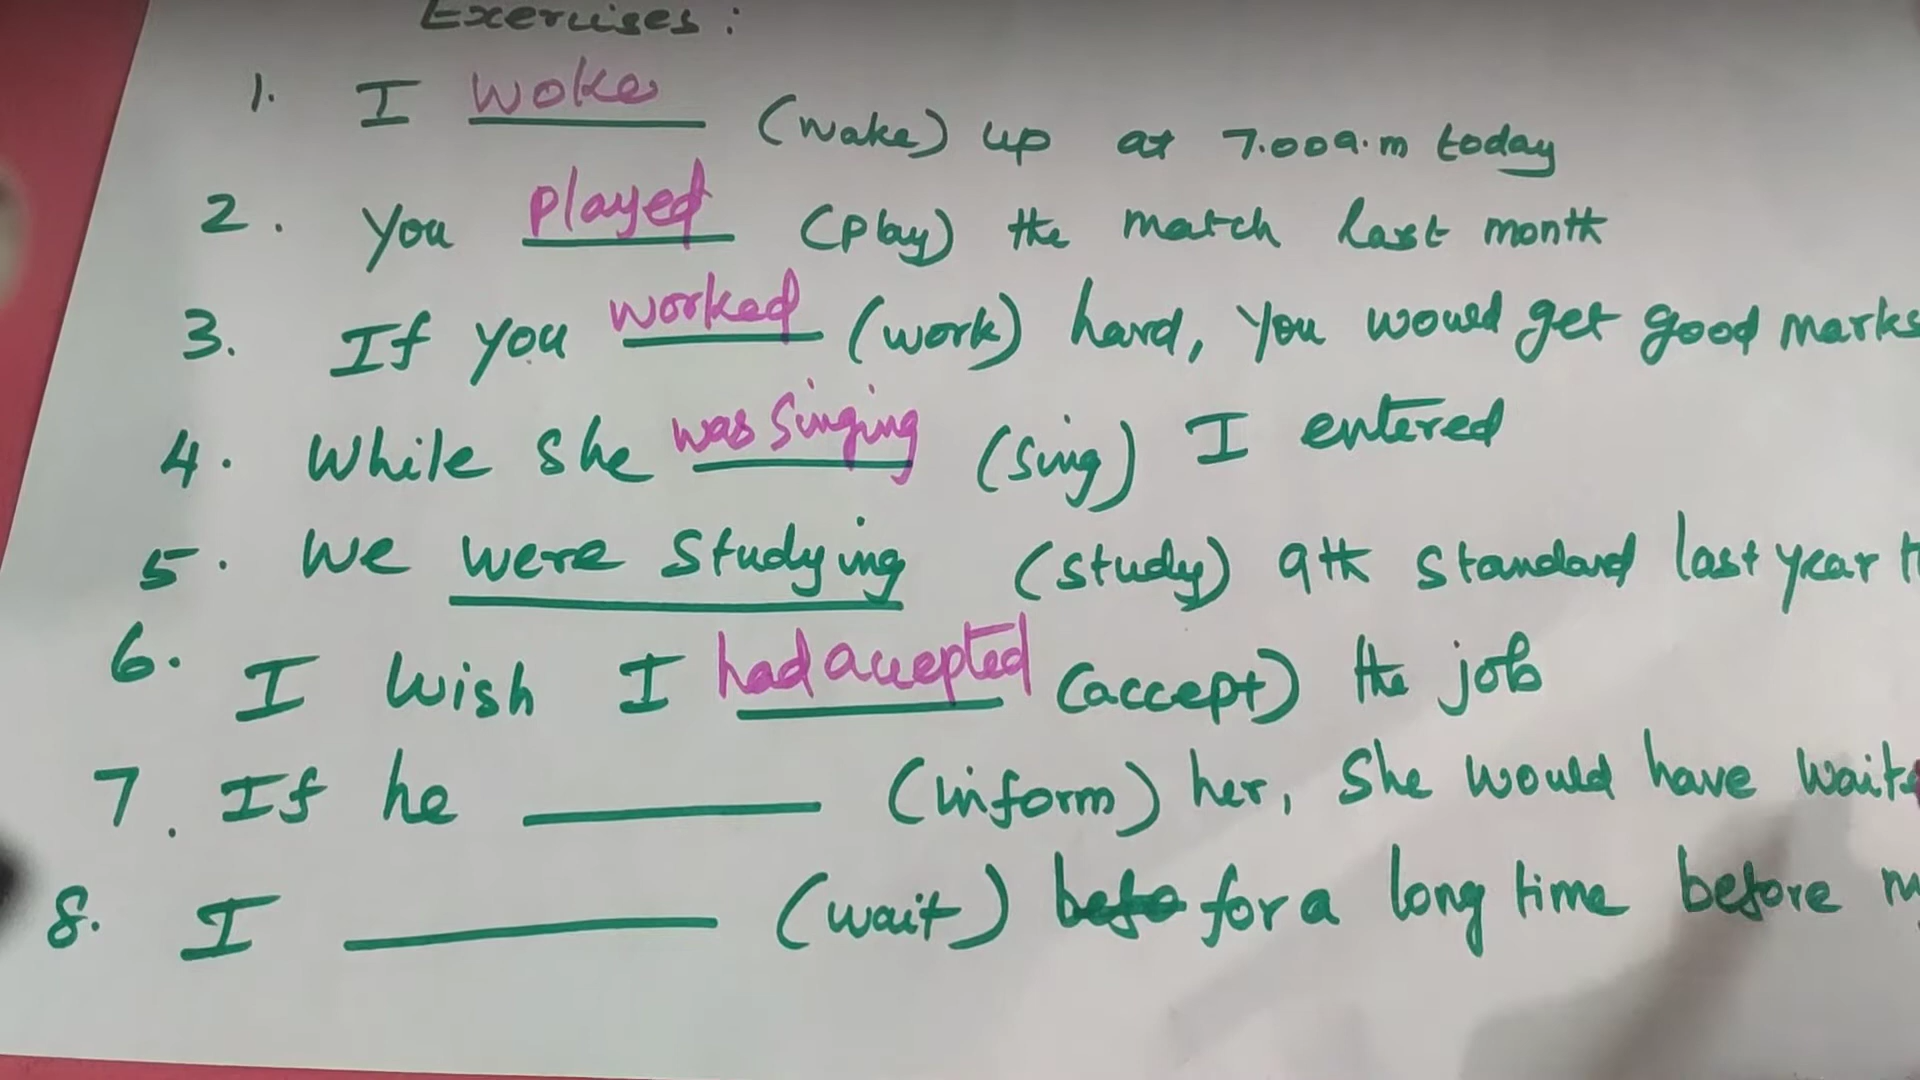 Exercises :
1. I woke (wake) up at 7.00a.m today
2. You played (play) the match last month
3. If you worked (work) hard, you would get good marks
4. While she was singing (sing) I entered
5. We were studying (study) 9th standard last year
6. I wish I had accepted (accept) the job
7. If he ______ (inform) her, She would have
8. I ______ (wait) for a long time before